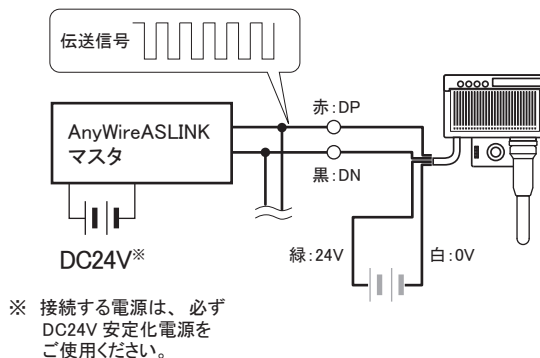 伝送信号
赤:DP
AnyWireASLINK
マスタ
黒:DN
DC24V※
緑:24V
白:0V
※ 接続する電源は、必ず
DC24V 安定化電源を
ご使用ください。